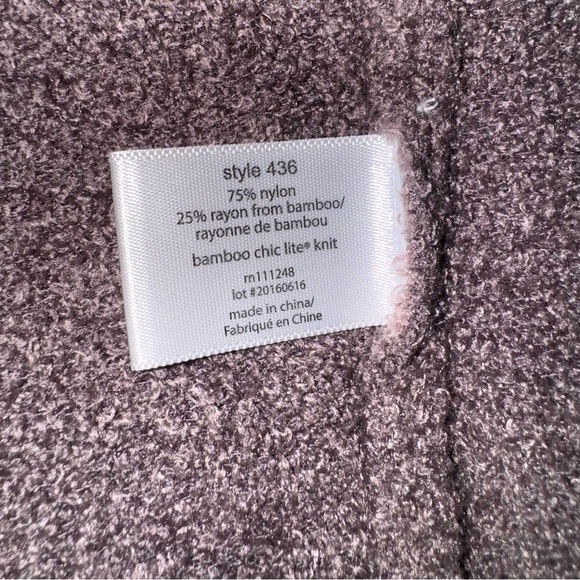 style 436
75% nylon
25% rayon from bamboo/
rayonne de bambou
bamboo chic lite® knit
rn111248
lot #20160616
made in china/
Fabriqué en Chine